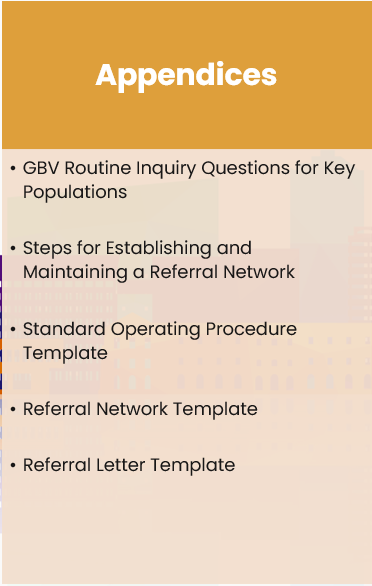 Appendices
• GBV Routine Inquiry Questions for Key
Populations
• Steps for Establishing and
Maintaining a Referral Network
• Standard Operating Procedure
Template
• Referral Network Template
• Referral Letter Template